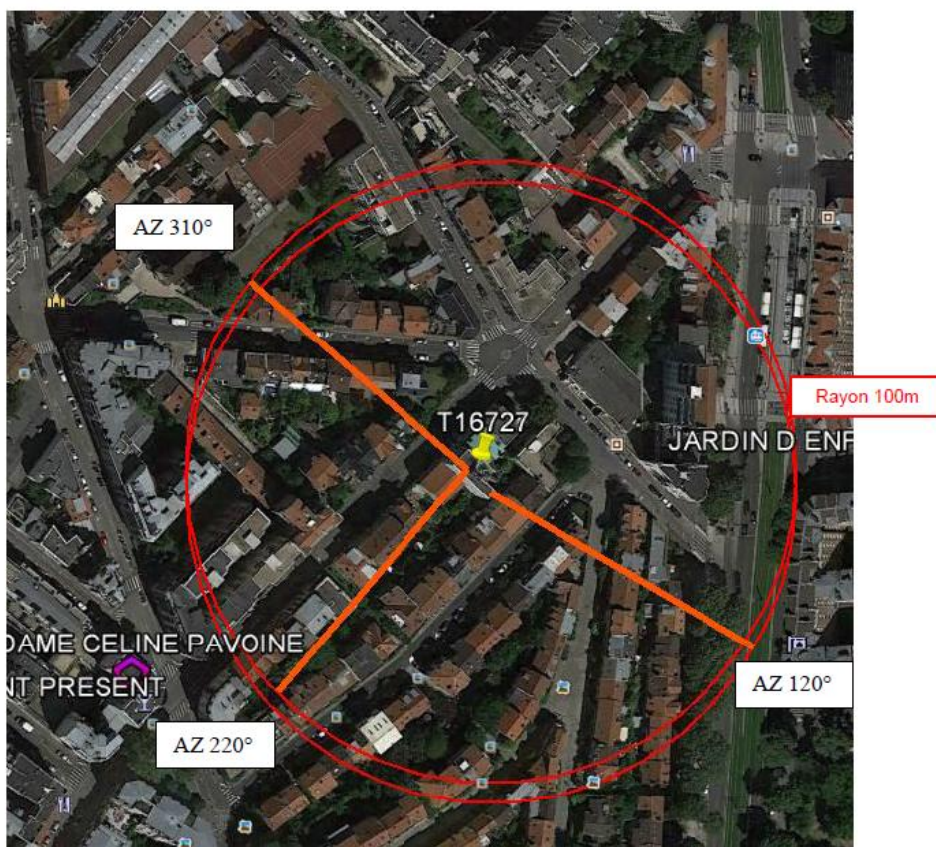 AZ 310°
Rayon 100m
T16727
JARDIN D ENF
DAME CELINE PAVOINE
NT PRESENT
AZ 120°
AZ 220°